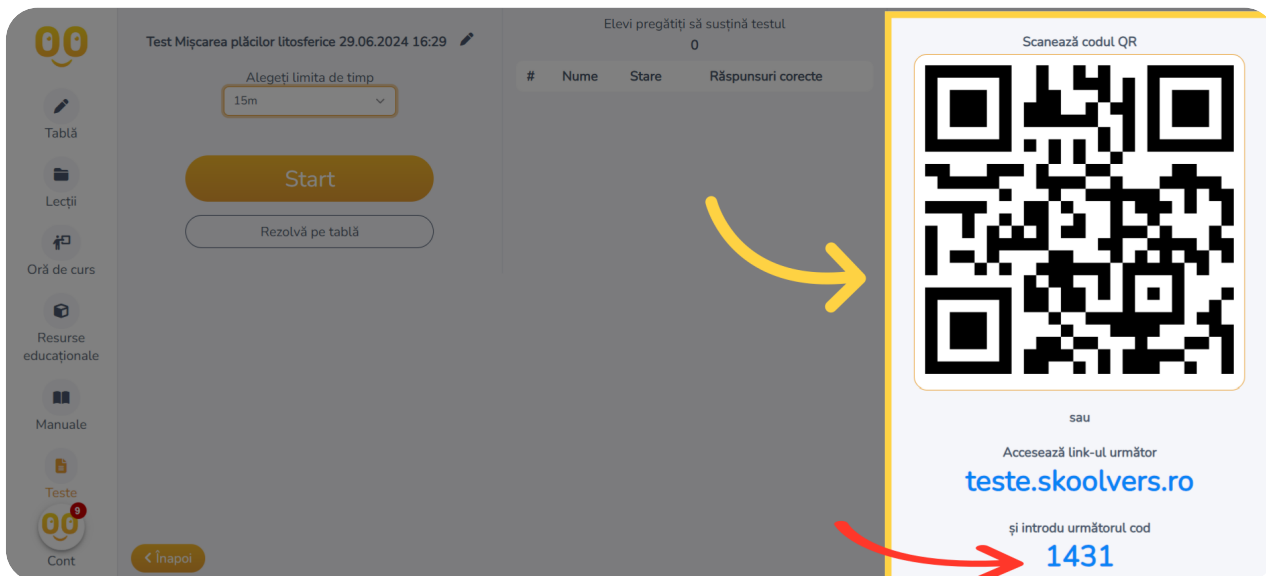 Tablă
Lecții
Oră de curs
Resurse
educaționale
Manuale
Teste
9
Cont
Test Mișcarea plăcilor litosferice 29.06.2024 16:29
Alegeți limita de timp
15m
Start
Rezolvă pe tablă
Înapoi
Elevi pregătiți să susțină testul
0
# Nume Stare Răspunsuri corecte
Scanează codul QR
sau
Accesează link-ul următor
teste.skoolvers.ro
și introdu următorul cod
1431